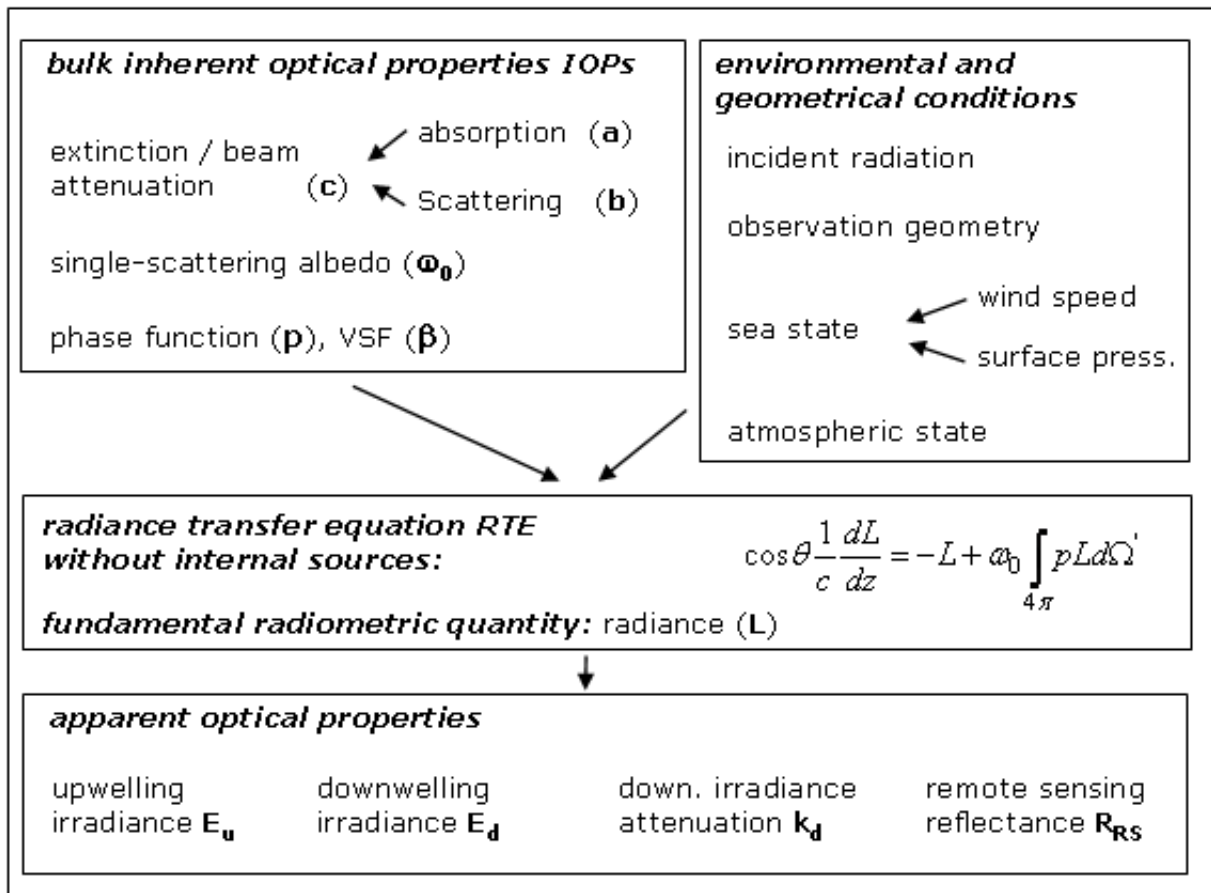 bulk inherent optical properties IOPs
extinction / beam
attenuation (c)
absorption (a)
Scattering (b)
single-scattering albedo (ω₀)
phase function (p), VSF (β)
environmental and
geometrical conditions
incident radiation
observation geometry
sea state
wind speed
surface press.
atmospheric state
radiance transfer equation RTE
without internal sources:
cosθ 1/c dL/dz = -L + ω₀ ∫4π pLdΩ'
fundamental radiometric quantity: radiance (L)
apparent optical properties
upwelling
irradiance Eu
downwelling
irradiance Ed
down. irradiance
attenuation kd
remote sensing
reflectance RRS